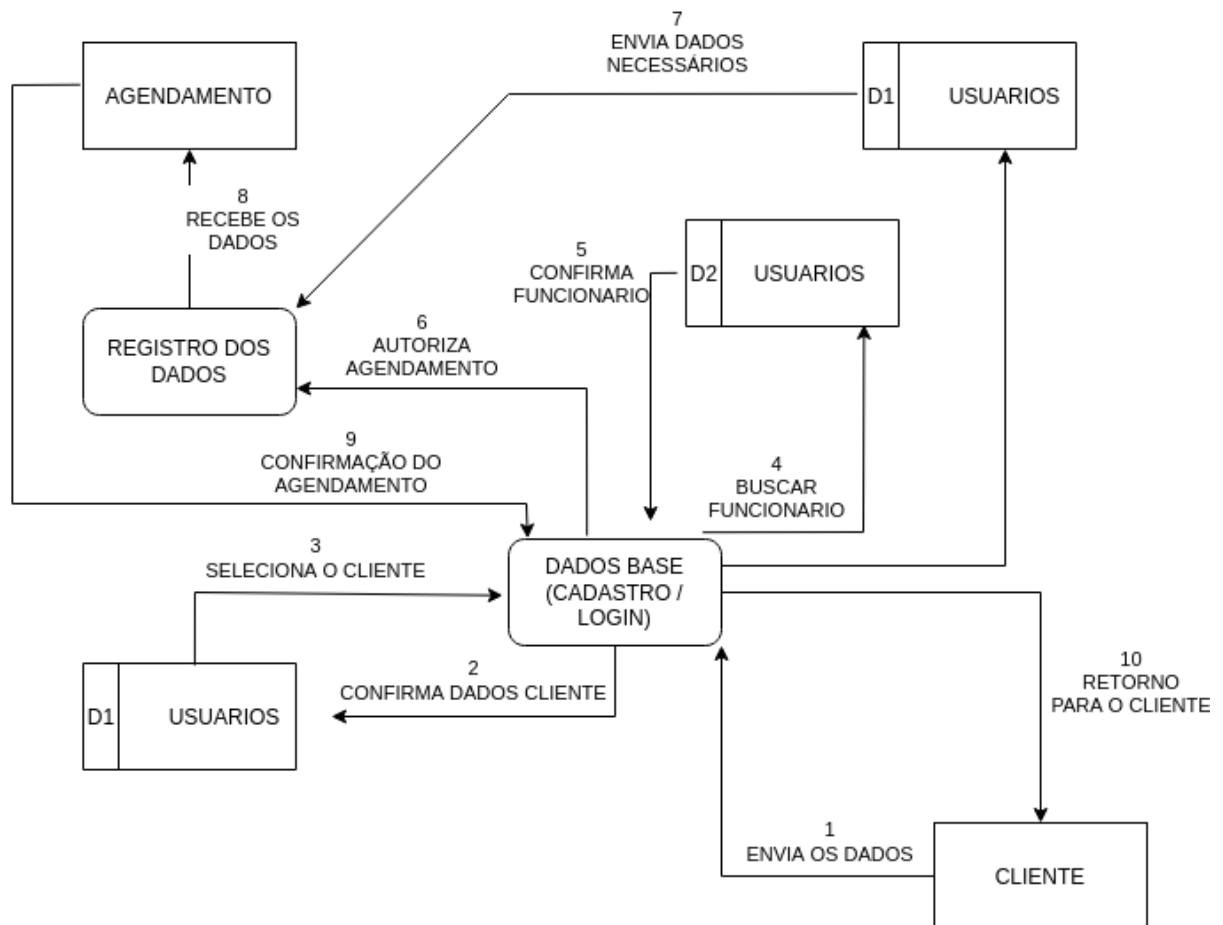 7
ENVIA DADOS
NECESSÁRIOS
AGENDAMENTO
D1
USUARIOS
8
RECEBE OS
DADOS
5
CONFIRMA
FUNCIONARIO
D2
USUARIOS
6
AUTORIZA
AGENDAMENTO
REGISTRO DOS
DADOS
9
CONFIRMAÇÃO DO
AGENDAMENTO
4
BUSCAR
FUNCIONARIO
3
SELECIONA O CLIENTE
DADOS BASE
(CADASTRO /
LOGIN)
2
CONFIRMA DADOS CLIENTE
D1
USUARIOS
10
RETORNO
PARA O CLIENTE
1
ENVIA OS DADOS
CLIENTE